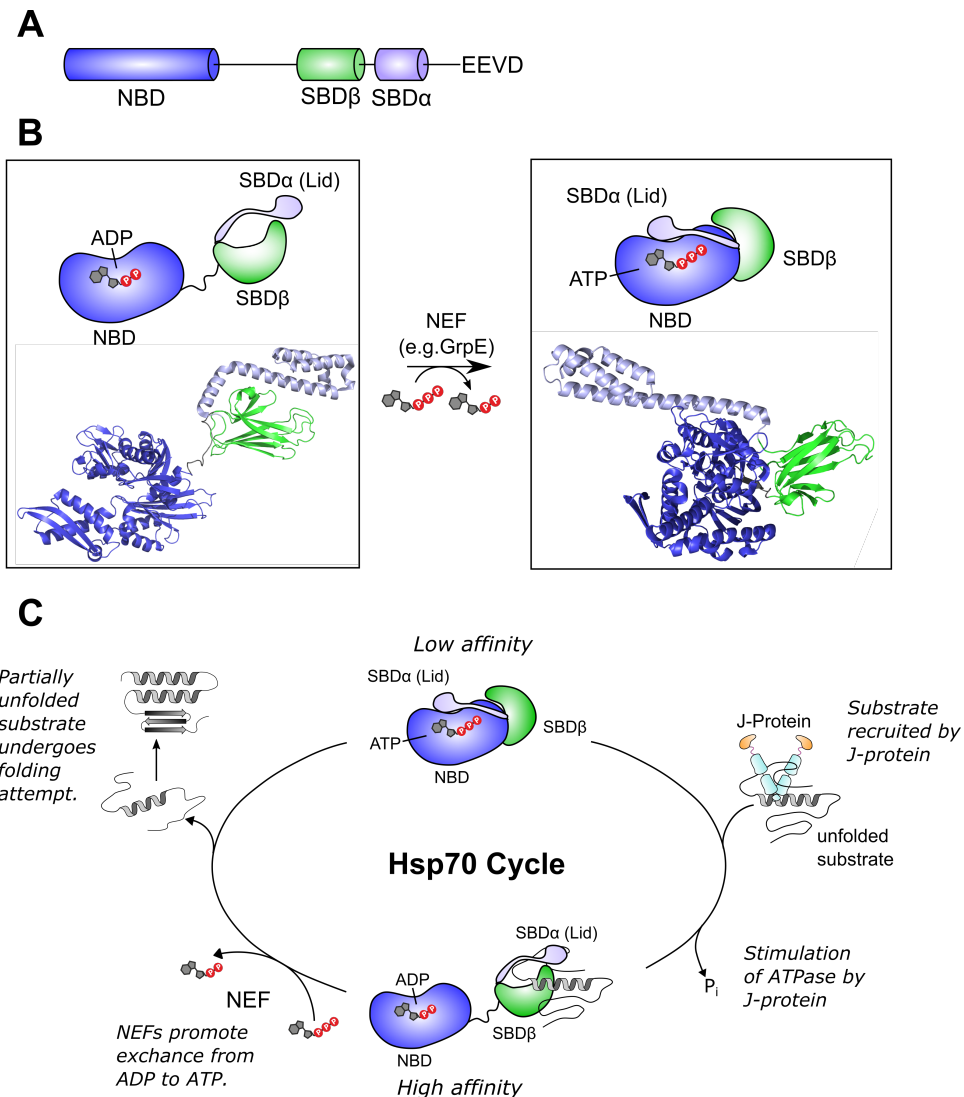 A
NBD
SBDβ
SBDα
EEVD
B
SBDα (Lid)
ADP
P P
SBDβ
NBD
NEF
(e.g.GrpE)
P P P
P P
SBDα (Lid)
P P P
ATP
SBDβ
NBD
C
Partially
unfolded
substrate
undergoes
folding
attempt.
Low affinity
SBDα (Lid)
P P P
ATP
SBDβ
NBD
J-Protein
Substrate
recruited by
J-protein
unfolded
substrate
Hsp70 Cycle
SBDα (Lid)
ADP
P P
SBDβ
NBD
High affinity
Pi
Stimulation
of ATPase by
J-protein
P P
NEF
P P P
NEFs promote
exchance from
ADP to ATP.